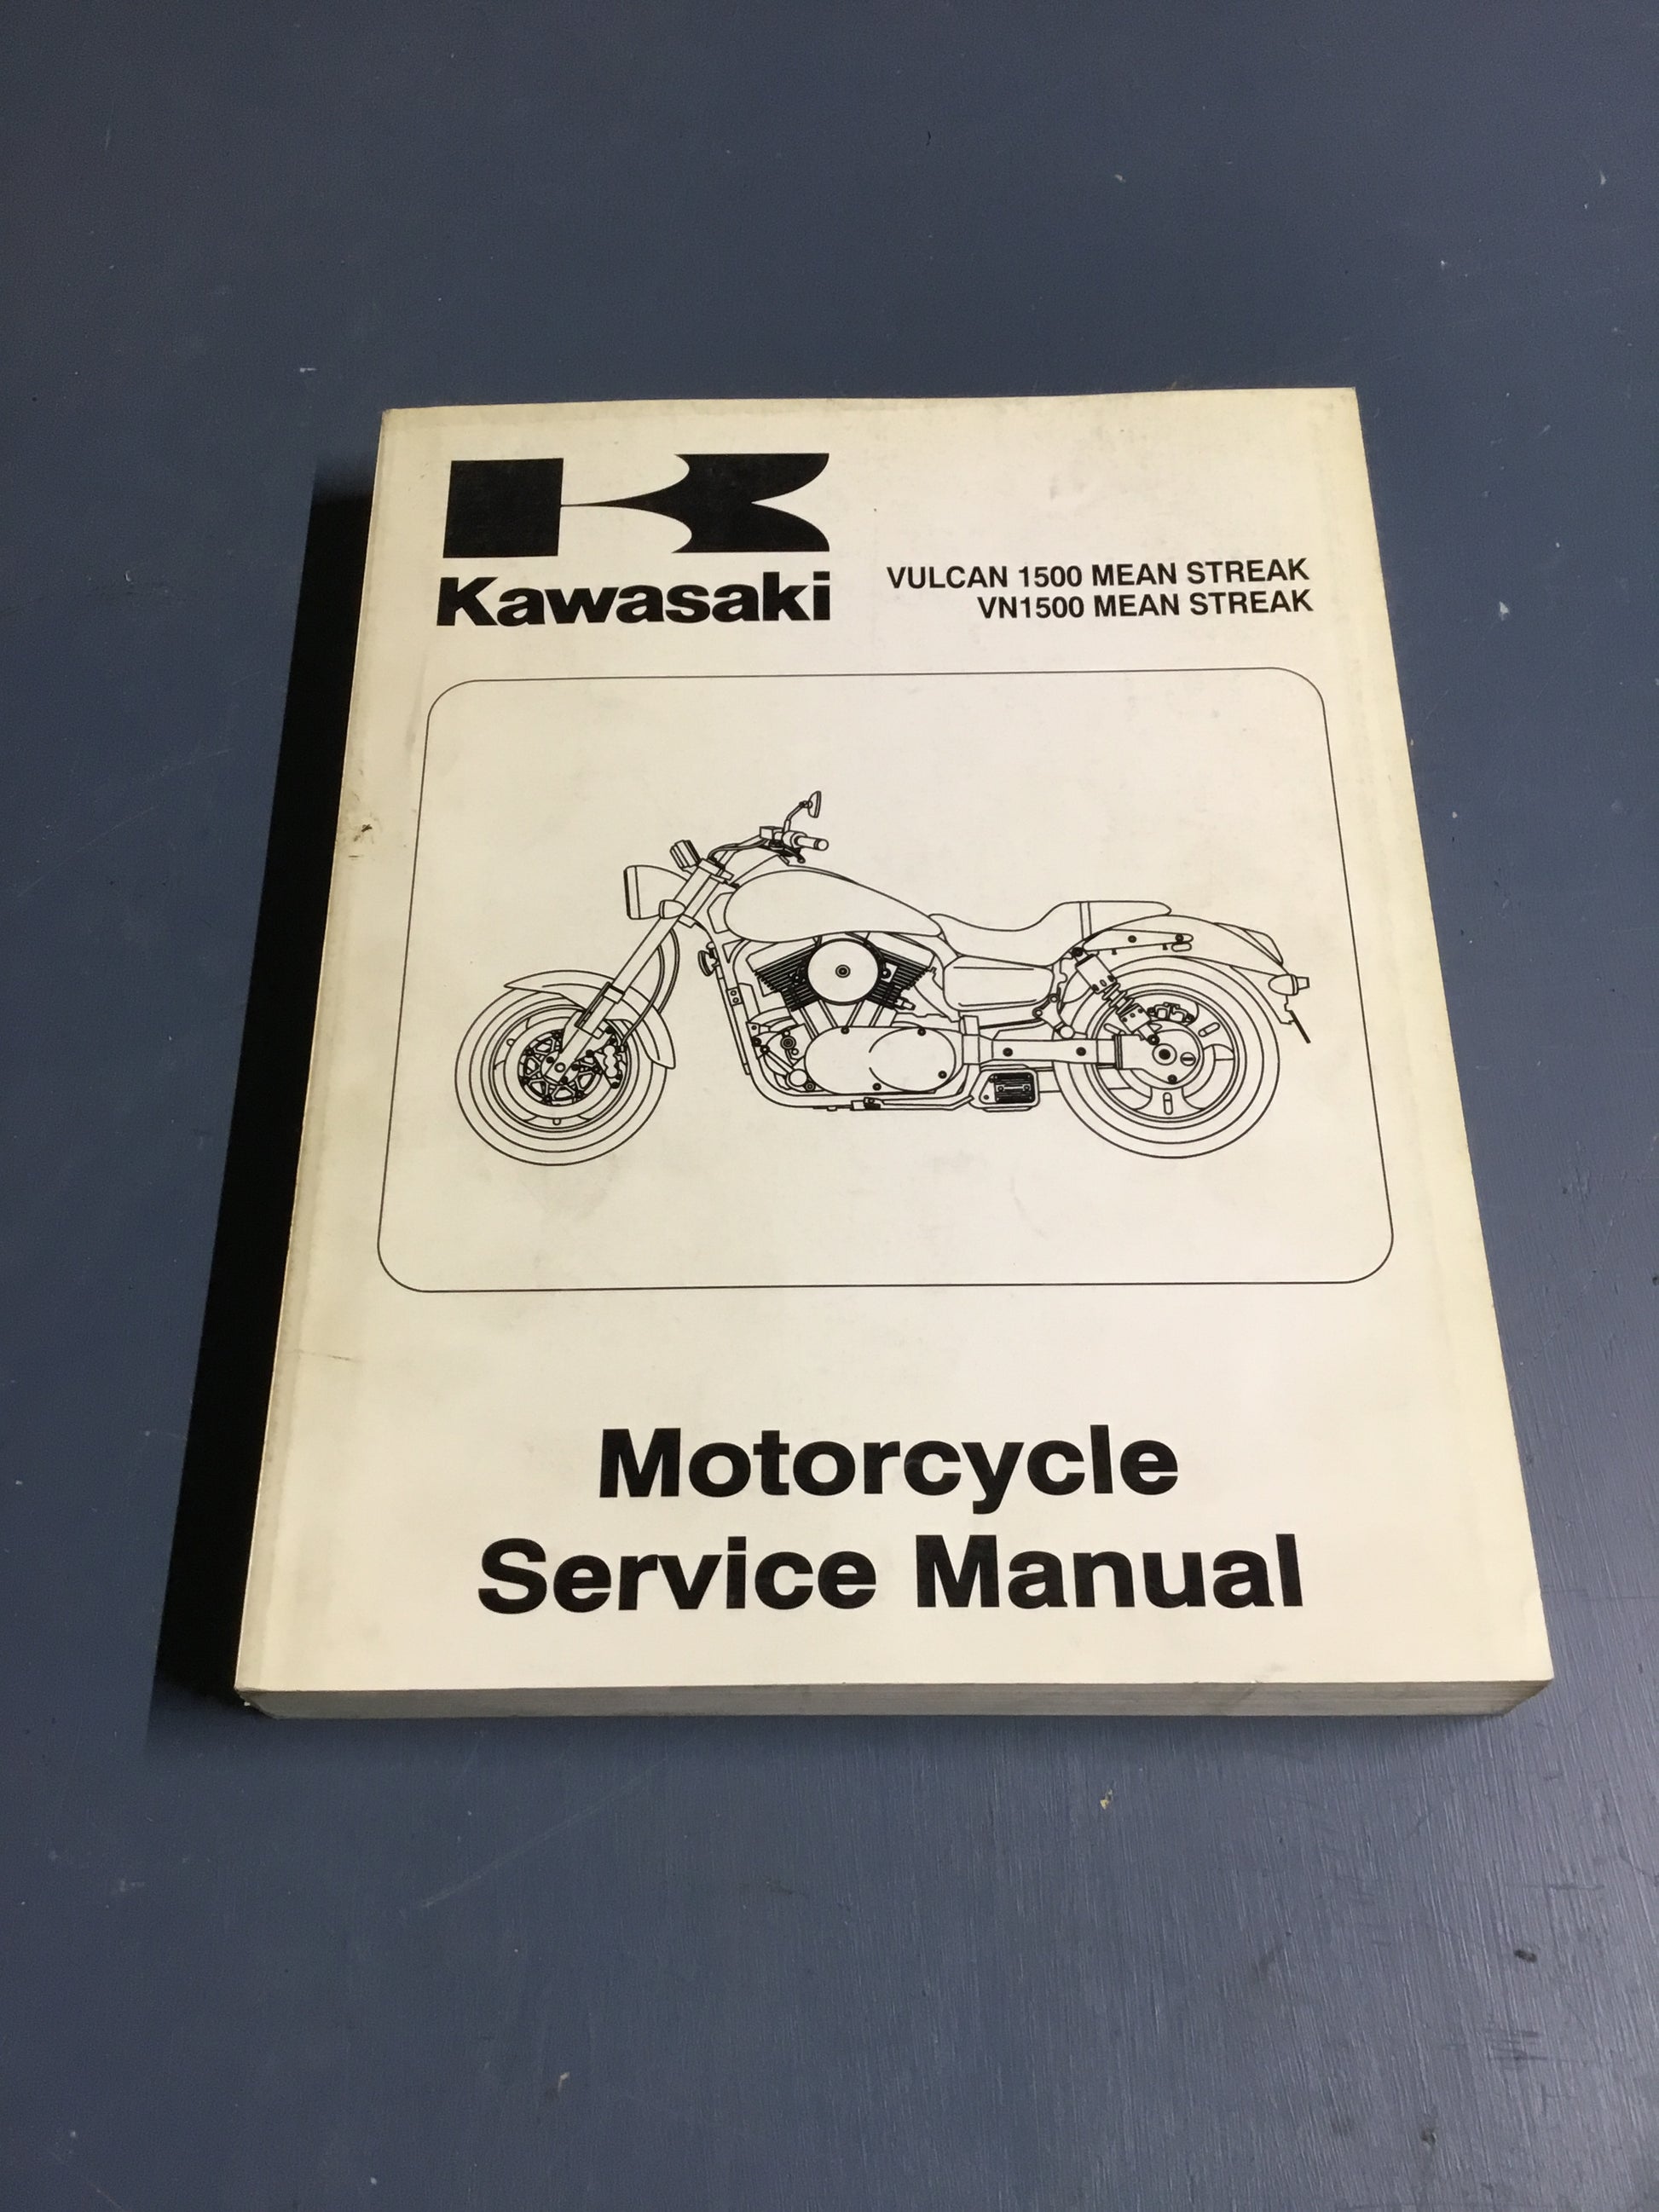 Kawasaki
VULCAN 1500 MEAN STREAK
VN1500 MEAN STREAK
Motorcycle
Service Manual